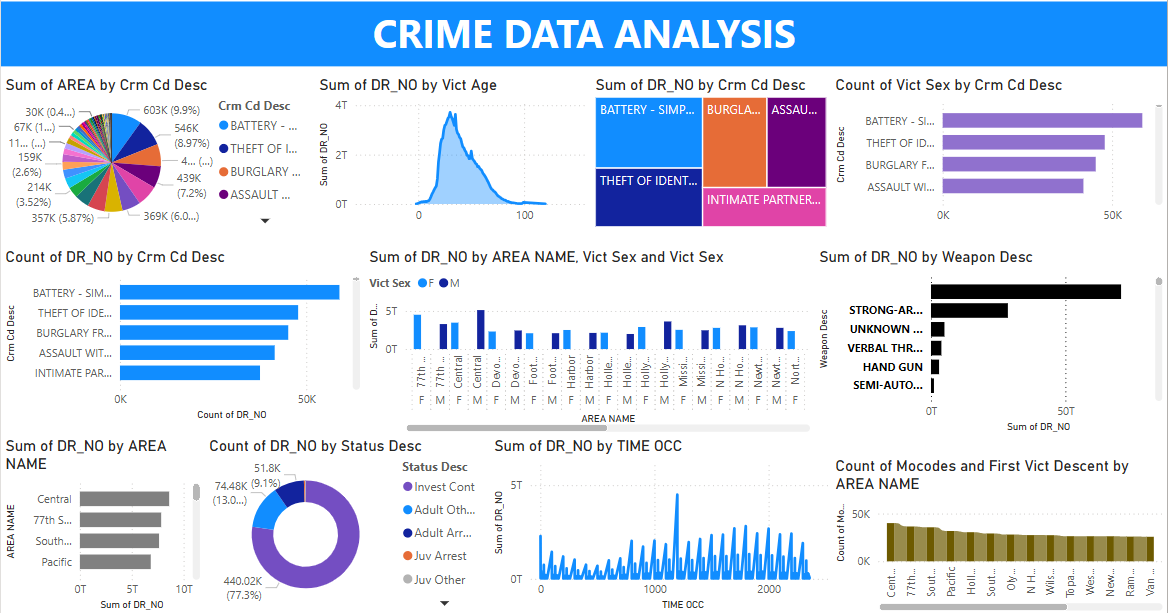 CRIME DATA ANALYSIS
Sum of AREA by Crm Cd Desc
30K (0.4...)
67K (1...)
11... (...)
159K
(2.6%)
214K
(3.52%)
357K (5.87%)
603K (9.9%)
546K
(8.97%)
4... (...)
439K
(7.2%)
369K (6.0...)
Crm Cd Desc
BATTERY - ...
THEFT OF I...
BURGLARY ...
ASSAULT ...
Sum of DR_NO by Vict Age
Sum of DR_NO
4T
2T
0T
0
100
Sum of DR_NO by Crm Cd Desc
BATTERY - SIMP...
THEFT OF IDENT...
BURGLA...
ASSAU...
INTIMATE PARTNER...
Count of Vict Sex by Crm Cd Desc
Crm Cd Desc
BATTERY - SI...
THEFT OF ID...
BURGLARY F...
ASSAULT WI...
0K
50K
Count of DR_NO by Crm Cd Desc
Crm Cd Desc
BATTERY - SIM...
THEFT OF IDE...
BURGLARY FR...
ASSAULT WIT...
INTIMATE PAR...
0K
50K
Count of DR_NO
Sum of DR_NO by AREA NAME, Vict Sex and Vict Sex
Vict Sex
F
M
Sum of D...
5T
0T
77th ...
77th ...
Central
Central
Devo...
Devo...
Foot...
Foot...
Harbor
Harbor
Holle...
Holle...
Holly...
Holly...
Missi...
Missi...
N Ho...
N Ho...
Newt...
Newt...
Nort...
F
M
F
M
F
M
F
M
F
M
F
M
F
M
F
M
F
M
F
M
F
AREA NAME
Sum of DR_NO by Weapon Desc
Weapon Desc
STRONG-AR...
UNKNOWN ...
VERBAL THR...
HAND GUN
SEMI-AUTO...
0T
50T
Sum of DR_NO
Sum of DR_NO by AREA
NAME
AREA NAME
Central
77th S...
South...
Pacific
0T
5T
10T
Sum of DR_NO
Count of DR_NO by Status Desc
51.8K
(9.1%)
74.48K
(13.0...)
440.02K
(77.3%)
Status Desc
Invest Cont
Adult Oth...
Adult Arr...
Juv Arrest
Juv Other
Sum of DR_NO by TIME OCC
Sum of DR_NO
5T
0T
0
1000
2000
TIME OCC
Count of Mocodes and First Vict Descent by
AREA NAME
Count of Mo...
50K
0K
Cent...
77th...
Sout...
Pacific
Holl...
Sout...
Oly...
N H...
Wils...
Topa...
Wes...
New...
Ram...
Van ...